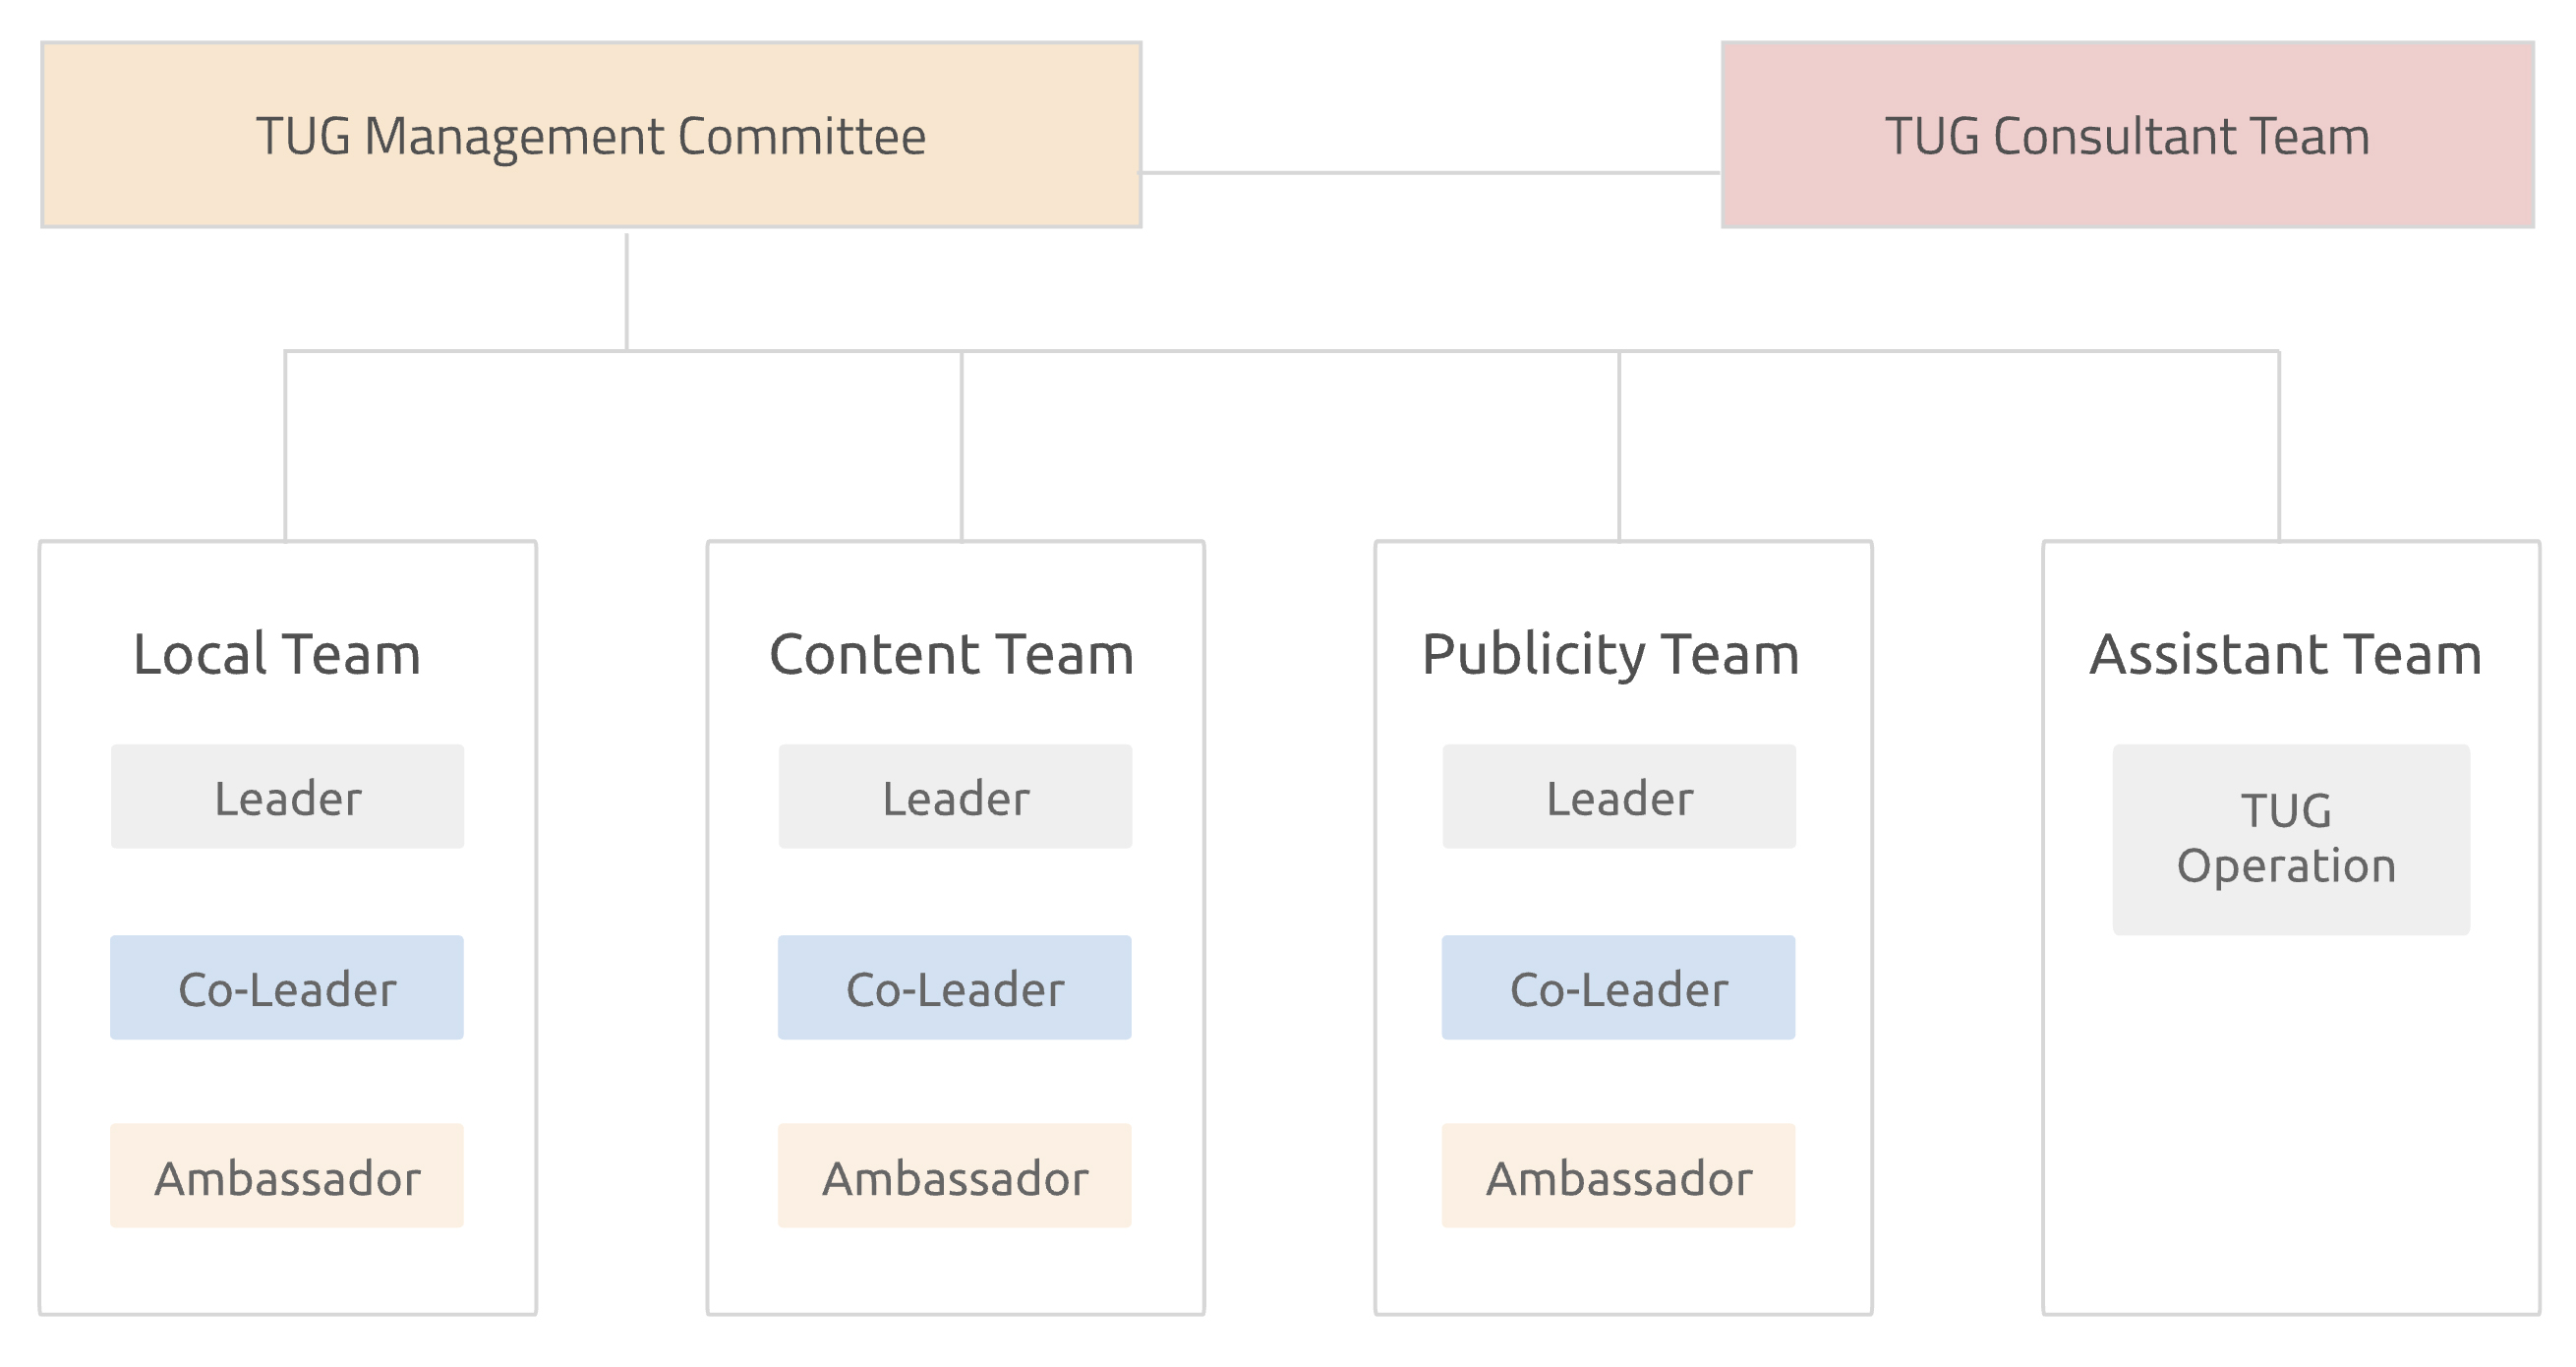 TUG Management Committee
TUG Consultant Team
Local Team
Leader
Co-Leader
Ambassador
Content Team
Leader
Co-Leader
Ambassador
Publicity Team
Leader
Co-Leader
Ambassador
Assistant Team
TUG
Operation